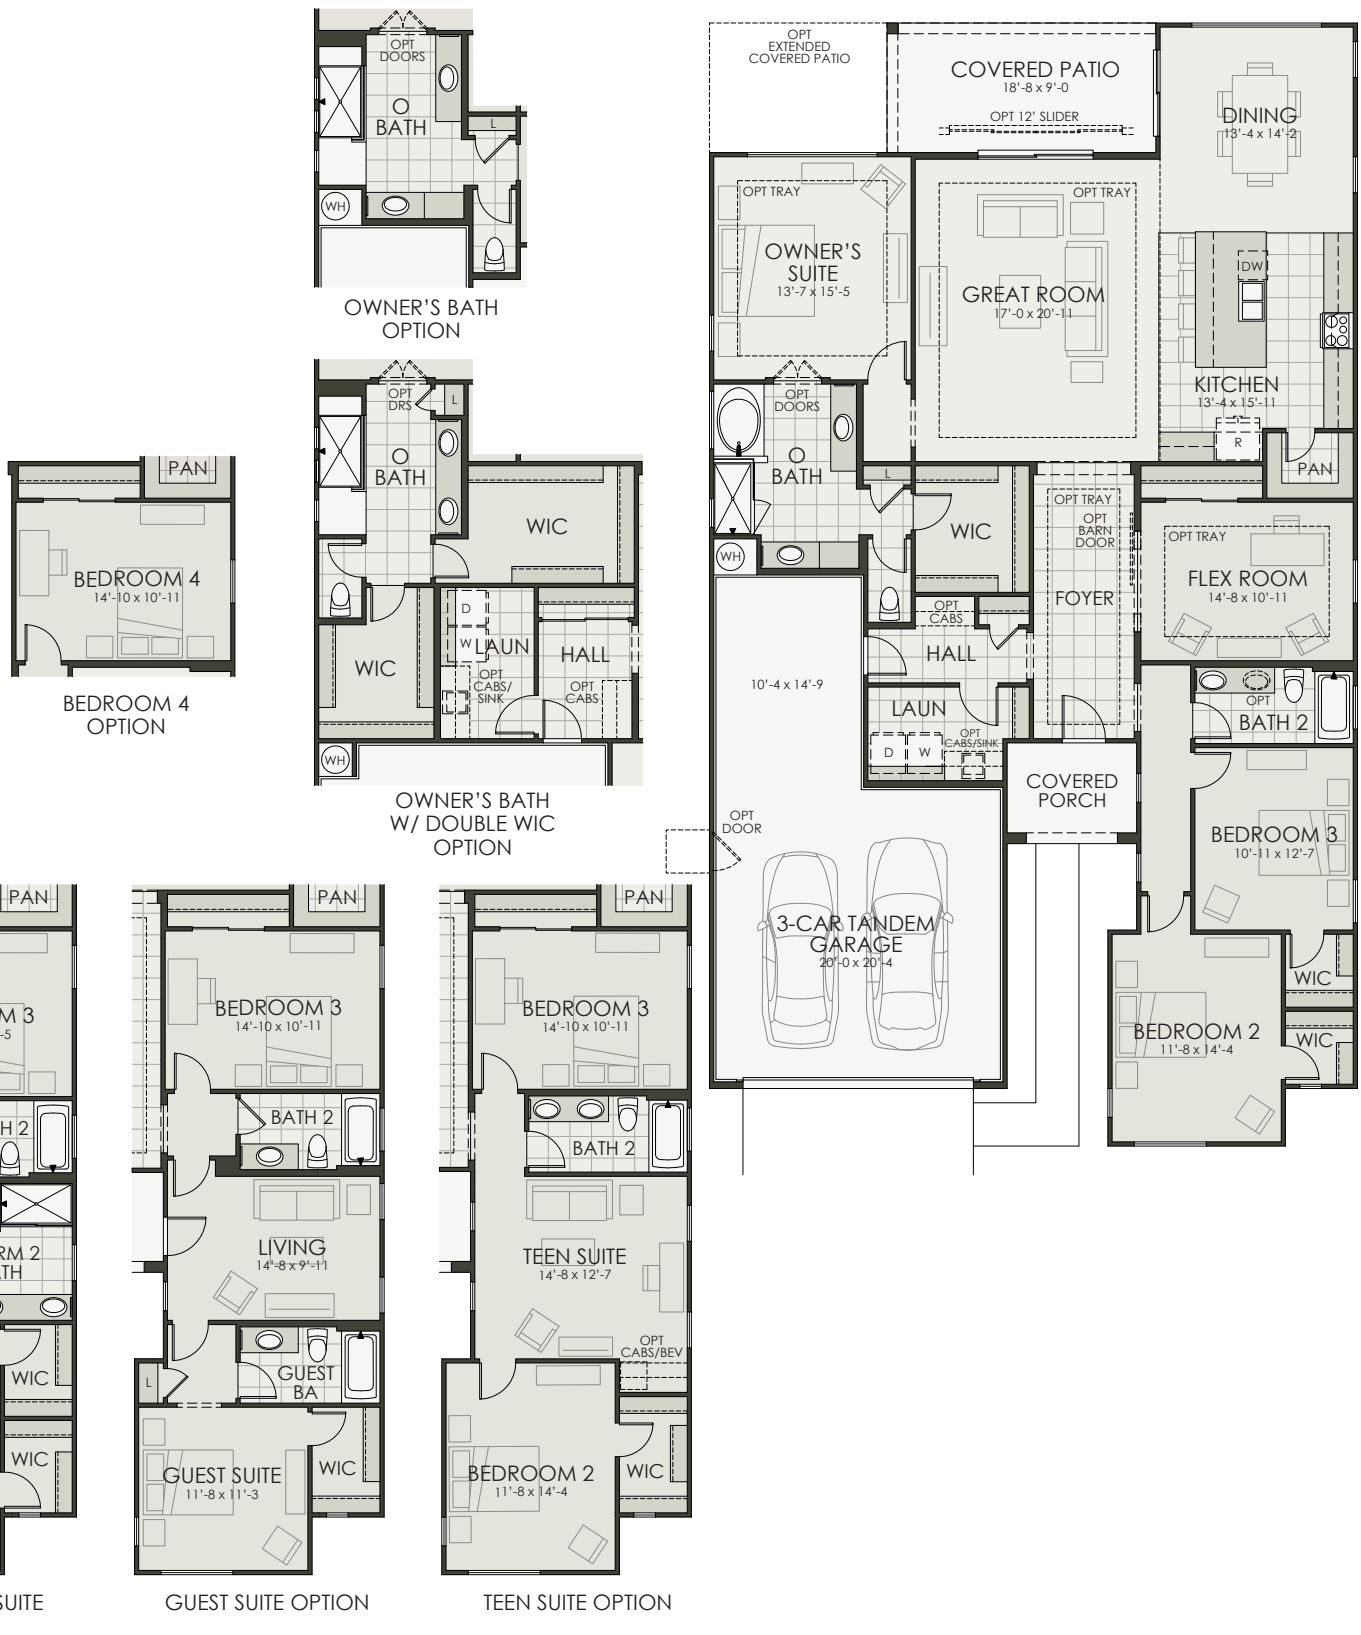 OPT
DOORS
O
BATH
L
WH
OWNER'S BATH
OPTION
OPT
DRS
L
O
BATH
WIC
D
W
LAUN
OPT
CABS/
SINK
HALL
OPT
CABS
WIC
WH
OWNER'S BATH
W/ DOUBLE WIC
OPTION
PAN
BEDROOM 4
14'-10 x 10'-11
BEDROOM 4
OPTION
OPT
EXTENDED
COVERED PATIO
COVERED PATIO
18'-8 x 9'-0
OPT 12' SLIDER
DINING
13'-4 x 14'-2
OPT TRAY
OWNER'S
SUITE
13'-7 x 15'-5
OPT TRAY
GREAT ROOM
17'-0 x 20'-11
DW
KITCHEN
13'-4 x 15'-11
R
PAN
OPT
DOORS
O
BATH
L
WH
WIC
OPT TRAY
OPT
BARN
DOOR
FOYER
OPT TRAY
FLEX ROOM
14'-8 x 10'-11
OPT
CABS
HALL
10'-4 x 14'-9
LAUN
D
W
OPT
CABS/SINK
OPT
BATH 2
COVERED
PORCH
OPT
DOOR
BEDROOM 3
10'-11 x 12'-7
3-CAR TANDEM
GARAGE
20'-0 x 20'-4
WIC
WIC
BEDROOM 2
11'-8 x 14'-4
PAN
M 3
-5
H 2
RM 2
TH
WIC
WIC
SUITE
PAN
BEDROOM 3
14'-10 x 10'-11
BATH 2
LIVING
14'-8 x 9'-11
L
GUEST
BA
GUEST SUITE
11'-8 x 11'-3
WIC
GUEST SUITE OPTION
PAN
BEDROOM 3
14'-10 x 10'-11
BATH 2
TEEN SUITE
14'-8 x 12'-7
OPT
CABS/BEV
BEDROOM 2
11'-8 x 14'-4
WIC
TEEN SUITE OPTION